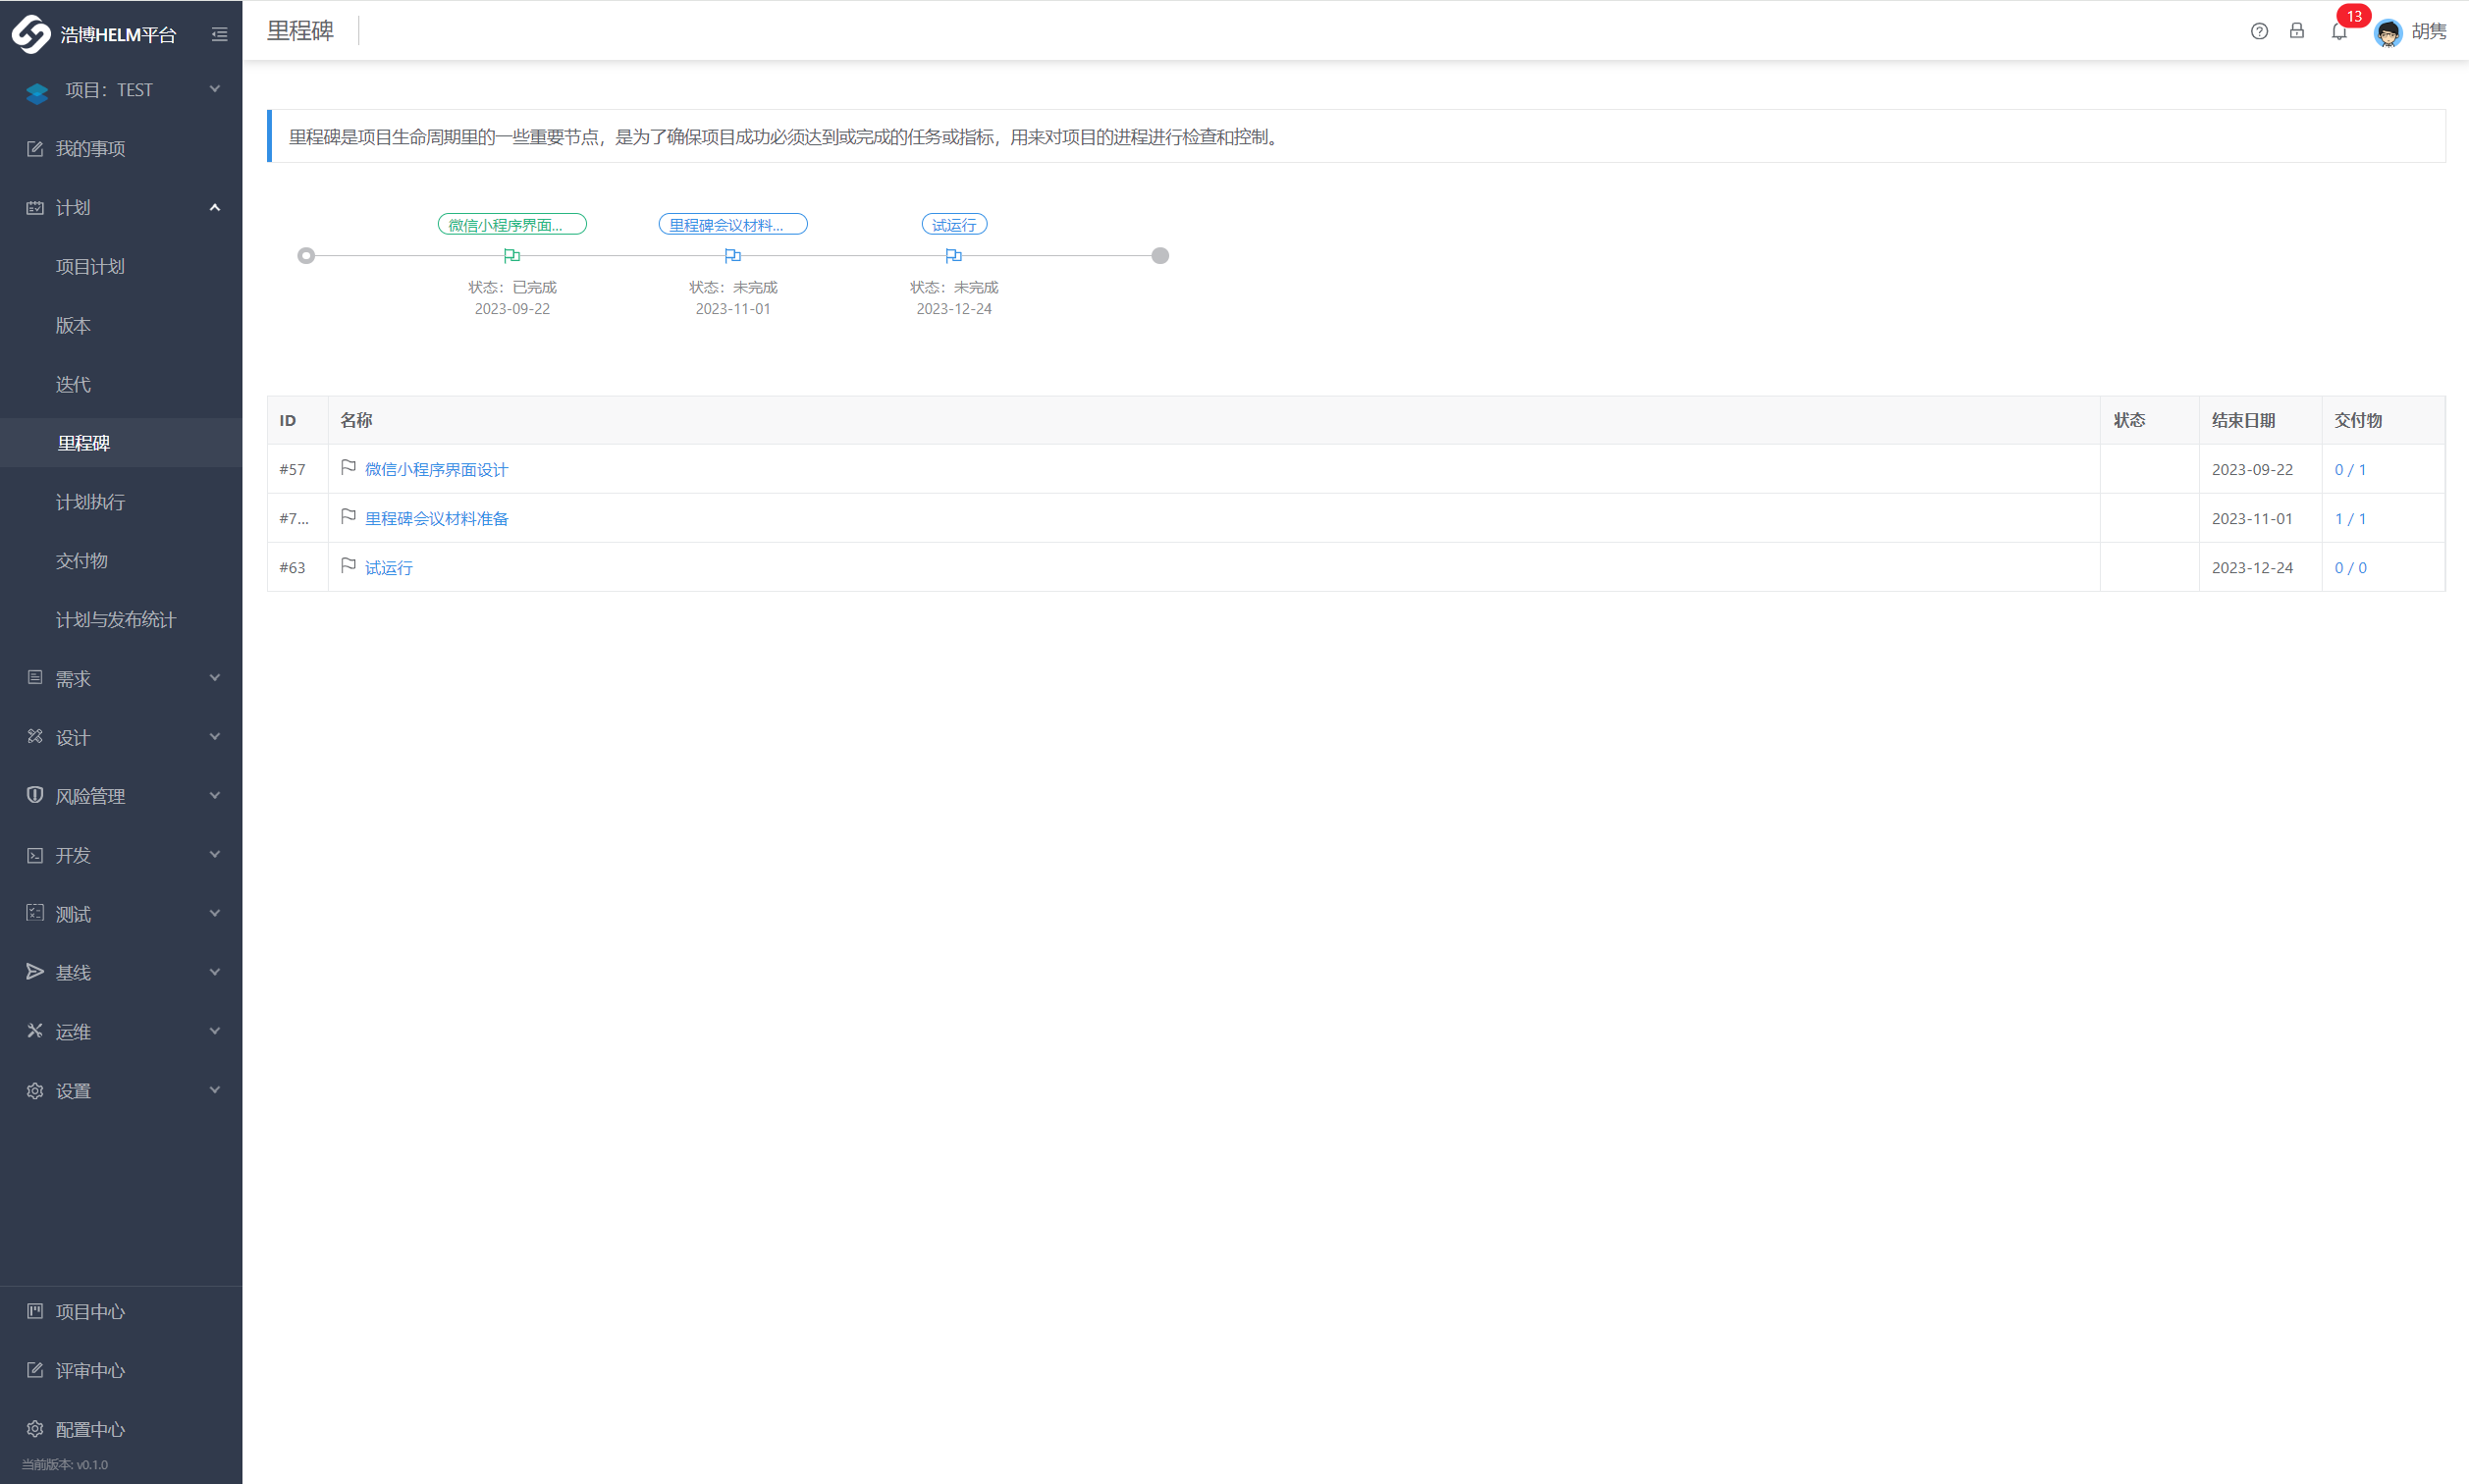 浩博HELM平台
项目：TEST
我的事项
计划
项目计划
版本
迭代
里程碑
计划执行
交付物
计划与发布统计
需求
设计
风险管理
开发
测试
基线
运维
设置
项目中心
评审中心
配置中心
当前版本: v0.1.0
里程碑
13
胡隽
里程碑是项目生命周期里的一些重要节点，是为了确保项目成功必须达到或完成的任务或指标，用来对项目的进程进行检查和控制。
微信小程序界面... 里程碑会议材料... 试运行
状态：已完成 状态：未完成 状态：未完成
2023-09-22 2023-11-01 2023-12-24
ID 名称 状态 结束日期 交付物
#57 微信小程序界面设计 2023-09-22 0 / 1
#7... 里程碑会议材料准备 2023-11-01 1 / 1
#63 试运行 2023-12-24 0 / 0